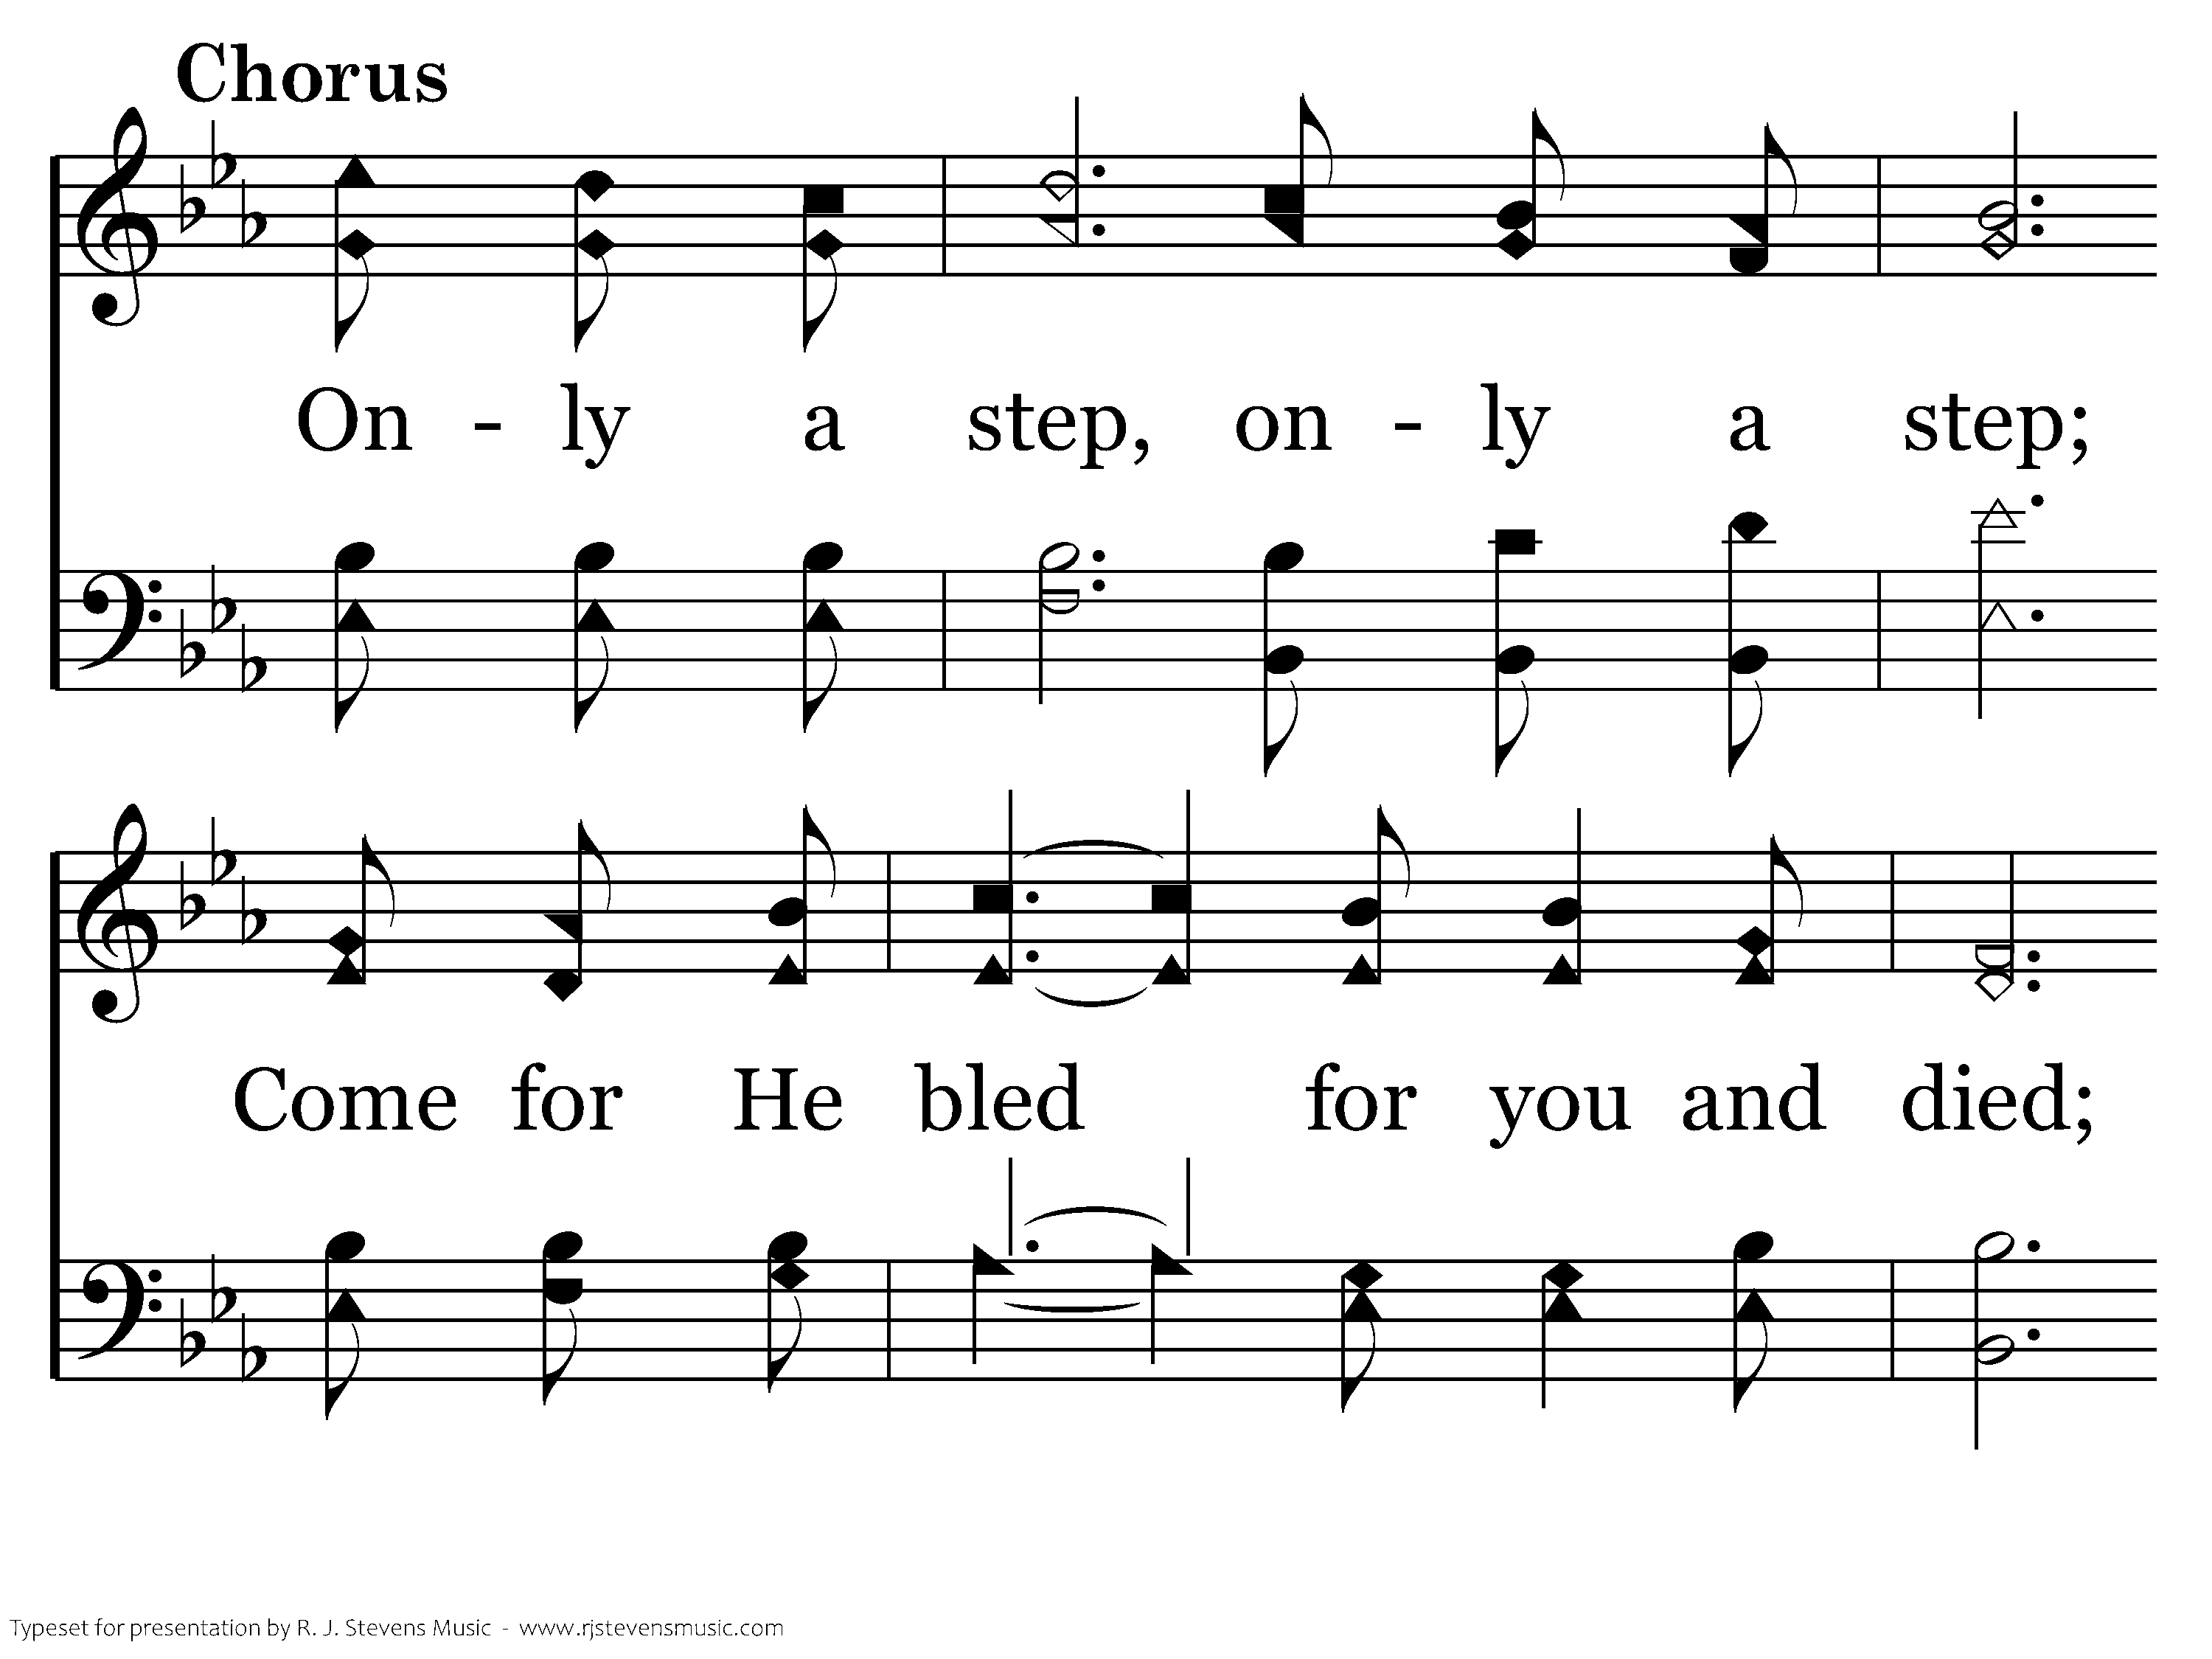 Chorus
On - ly a step, on - ly a step;
Come for He bled for you and died;
Typeset for presentation by R. J. Stevens Music - www.rjstevensmusic.com